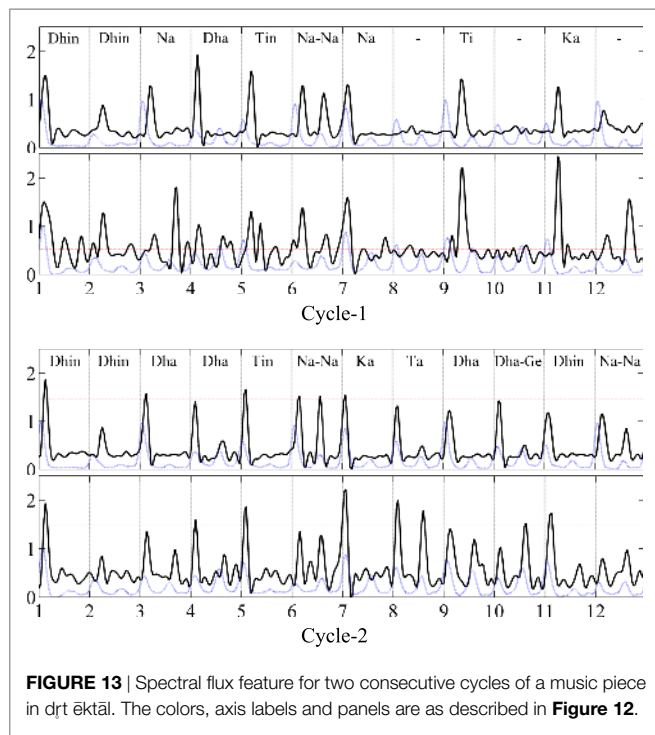 Dhin Dhin Na Dha Tin Na-Na Na - Ti - Ka -
2
1
0
2
1
0
1 2 3 4 5 6 7 8 9 10 11 12
Cycle-1
Dhin Dhin Dha Dha Tin Na-Na Ka Ta Dha Dha-Ge Dhin Na-Na
2
1
0
2
1
0
1 2 3 4 5 6 7 8 9 10 11 12
Cycle-2
FIGURE 13 | Spectral flux feature for two consecutive cycles of a music piece
in dr̥t ēktāl. The colors, axis labels and panels are as described in Figure 12.